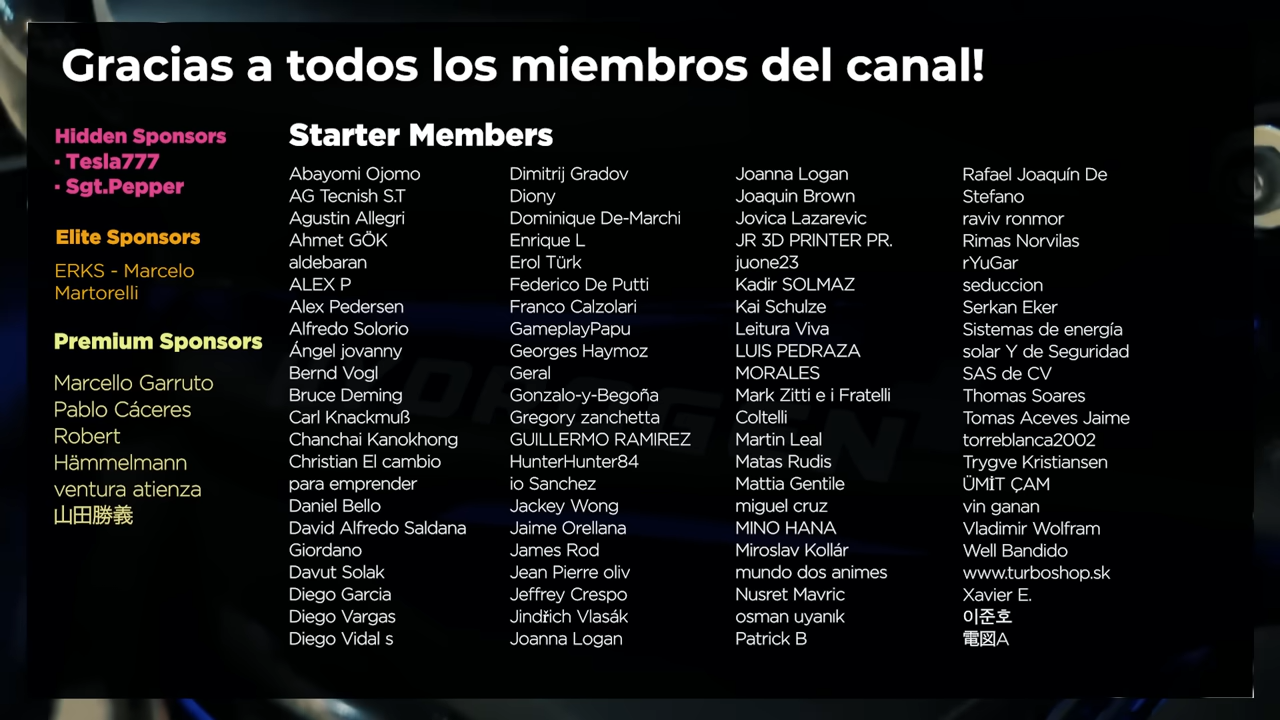 Gracias a todos los miembros del canal!
Hidden Sponsors
· Tesla777
· Sgt.Pepper
Elite Sponsors
ERKS - Marcelo
Martorelli
Premium Sponsors
Marcello Garruto
Pablo Cáceres
Robert
Hämmelmann
ventura atienza
山田勝義
Starter Members
Abayomi Ojomo
AG Tecnish S.T
Agustin Allegri
Ahmet GÖK
aldebaran
ALEX P
Alex Pedersen
Alfredo Solorio
Ángel jovanny
Bernd Vogl
Bruce Deming
Carl Knackmuß
Chanchai Kanokhong
Christian El cambio
para emprender
Daniel Bello
David Alfredo Saldana
Giordano
Davut Solak
Diego Garcia
Diego Vargas
Diego Vidal s
Dimitrij Gradov
Diony
Dominique De-Marchi
Enrique L
Erol Türk
Federico De Putti
Franco Calzolari
GameplayPapu
Georges Haymoz
Geral
Gonzalo-y-Begoña
Gregory zanchetta
GUILLERMO RAMIREZ
HunterHunter84
io Sanchez
Jackey Wong
Jaime Orellana
James Rod
Jean Pierre oliv
Jeffrey Crespo
Jindřich Vlasák
Joanna Logan
Joanna Logan
Joaquin Brown
Jovica Lazarevic
JR 3D PRINTER PR.
juone23
Kadir SOLMAZ
Kai Schulze
Leitura Viva
LUIS PEDRAZA
MORALES
Mark Zitti e i Fratelli
Coltelli
Martin Leal
Matas Rudis
Mattia Gentile
miguel cruz
MINO HANA
Miroslav Kollár
mundo dos animes
Nusret Mavric
osman uyanık
Patrick B
Rafael Joaquín De
Stefano
raviv ronmor
Rimas Norvilas
rYuGar
seduccion
Serkan Eker
Sistemas de energía
solar Y de Seguridad
SAS de CV
Thomas Soares
Tomas Aceves Jaime
torreblanca2002
Trygve Kristiansen
ÜMİT ÇAM
vin ganan
Vladimir Wolfram
Well Bandido
www.turboshop.sk
Xavier E.
이준호
電図A